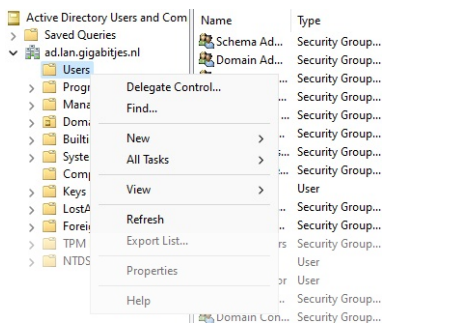 Active Directory Users and Com
Name
Type
Saved Queries
Schema Ad...
Security Group...
ad.lan.gigabitjes.nl
Domain Ad...
Security Group...
Users
Security Group...
Progr
Delegate Control...
Security Group...
Mana
Find...
Security Group...
Doma
Security Group...
Builti
New
Security Group...
Syste
All Tasks
s...
Security Group...
Comp
User
Keys
View
Security Group...
LostA
Refresh
Security Group...
Foreig
Export List...
rs
Security Group...
TPM
User
NTDS
Properties
or
User
Security Group...
Help
Domain Con...
Security Group...